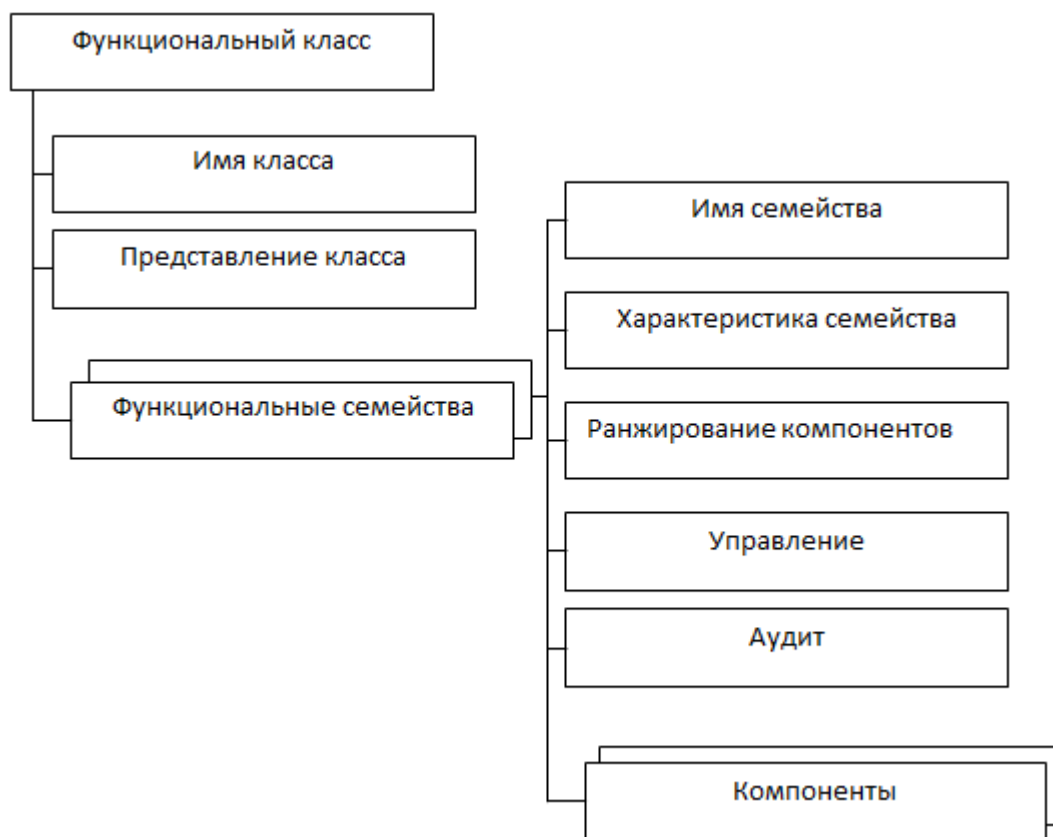 Функциональный класс
Имя класса
Представление класса
Функциональные семейства
Имя семейства
Характеристика семейства
Ранжирование компонентов
Управление
Аудит
Компоненты